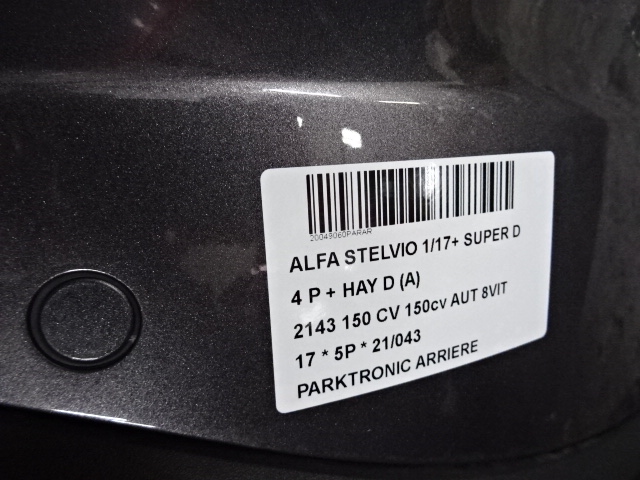 20049060PARAR
ALFA STELVIO 1/17+ SUPER D
4 P + HAY D (A)
2143 150 CV 150cv AUT 8VIT
17 * 5P * 21/043
PARKTRONIC ARRIERE